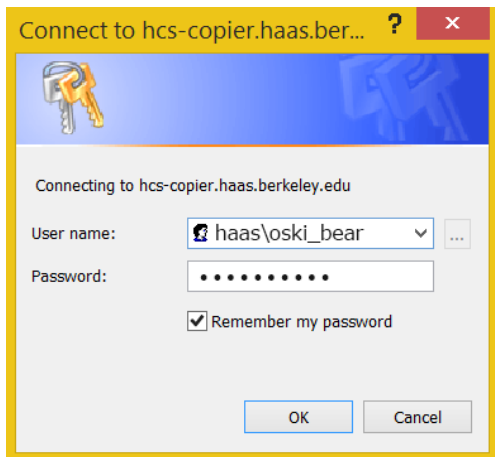 Connect to hcs-copier.haas.ber... ? x
Connecting to hcs-copier.haas.berkeley.edu
User name: haas\oski_bear ...
Password: ••••••••••
Remember my password
OK Cancel